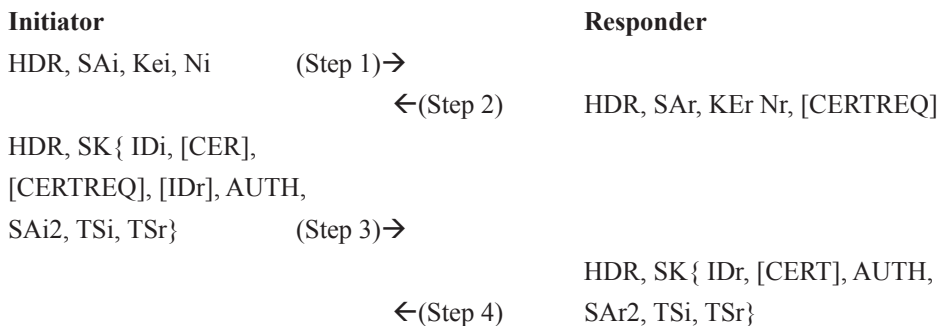 Initiator Responder
HDR, SAi, Kei, Ni (Step 1)→
←(Step 2) HDR, SAr, KEr Nr, [CERTREQ]
HDR, SK{ IDi, [CER],
[CERTREQ], [IDr], AUTH,
SAi2, TSi, TSr} (Step 3)→
HDR, SK{ IDr, [CERT], AUTH,
←(Step 4) SAr2, TSi, TSr}